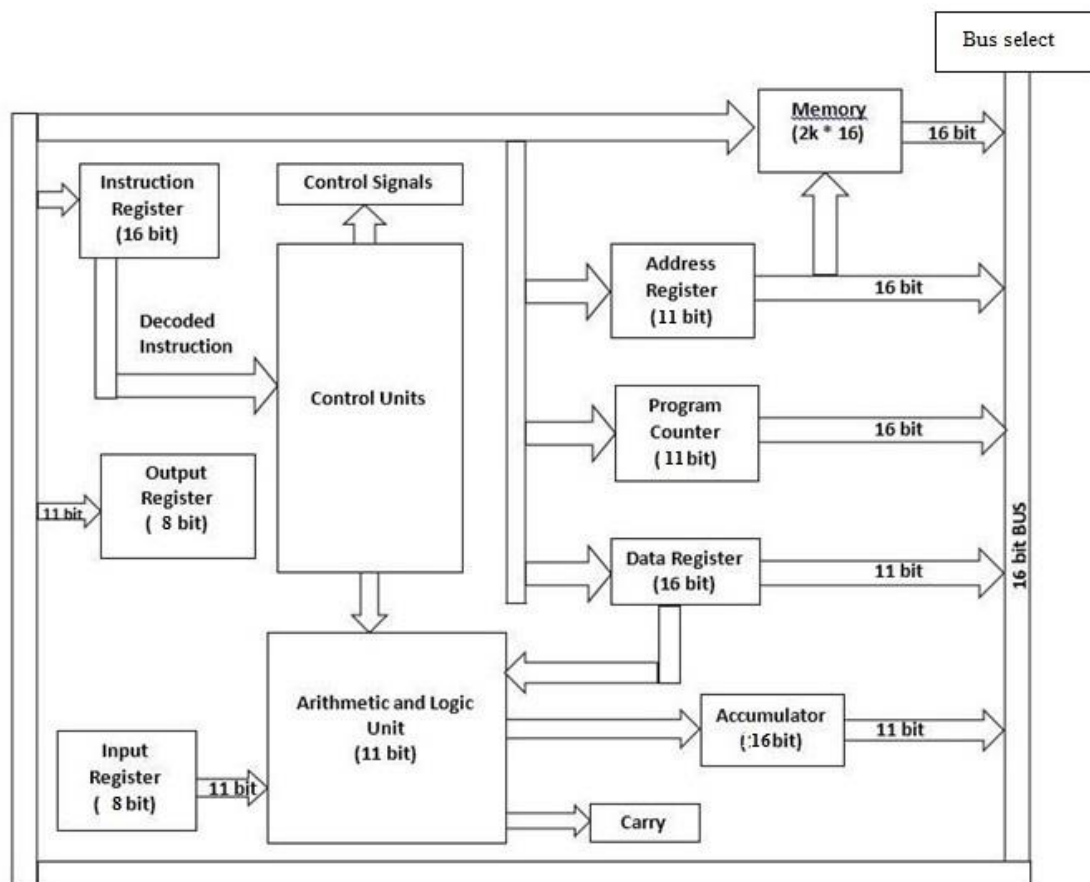 Bus select
Memory
(2k * 16)
16 bit
Instruction
Register
(16 bit)
Control Signals
Address
Register
(11 bit)
16 bit
Decoded
Instruction
Control Units
Program
Counter
( 11 bit)
16 bit
Output
Register
( 8 bit)
11 bit
Data Register
(16 bit)
11 bit
16 bit BUS
Arithmetic and Logic
Unit
(11 bit)
Accumulator
(:16bit)
11 bit
Input
Register
( 8 bit)
11 bit
Carry